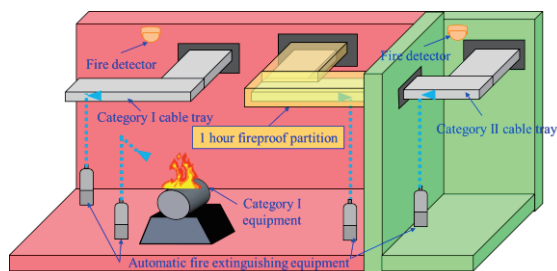 Fire detector
Fire detector
Category I cable tray
1 hour fireproof partition
Category II cable tray
Category I
equipment
Automatic fire extinguishing equipment